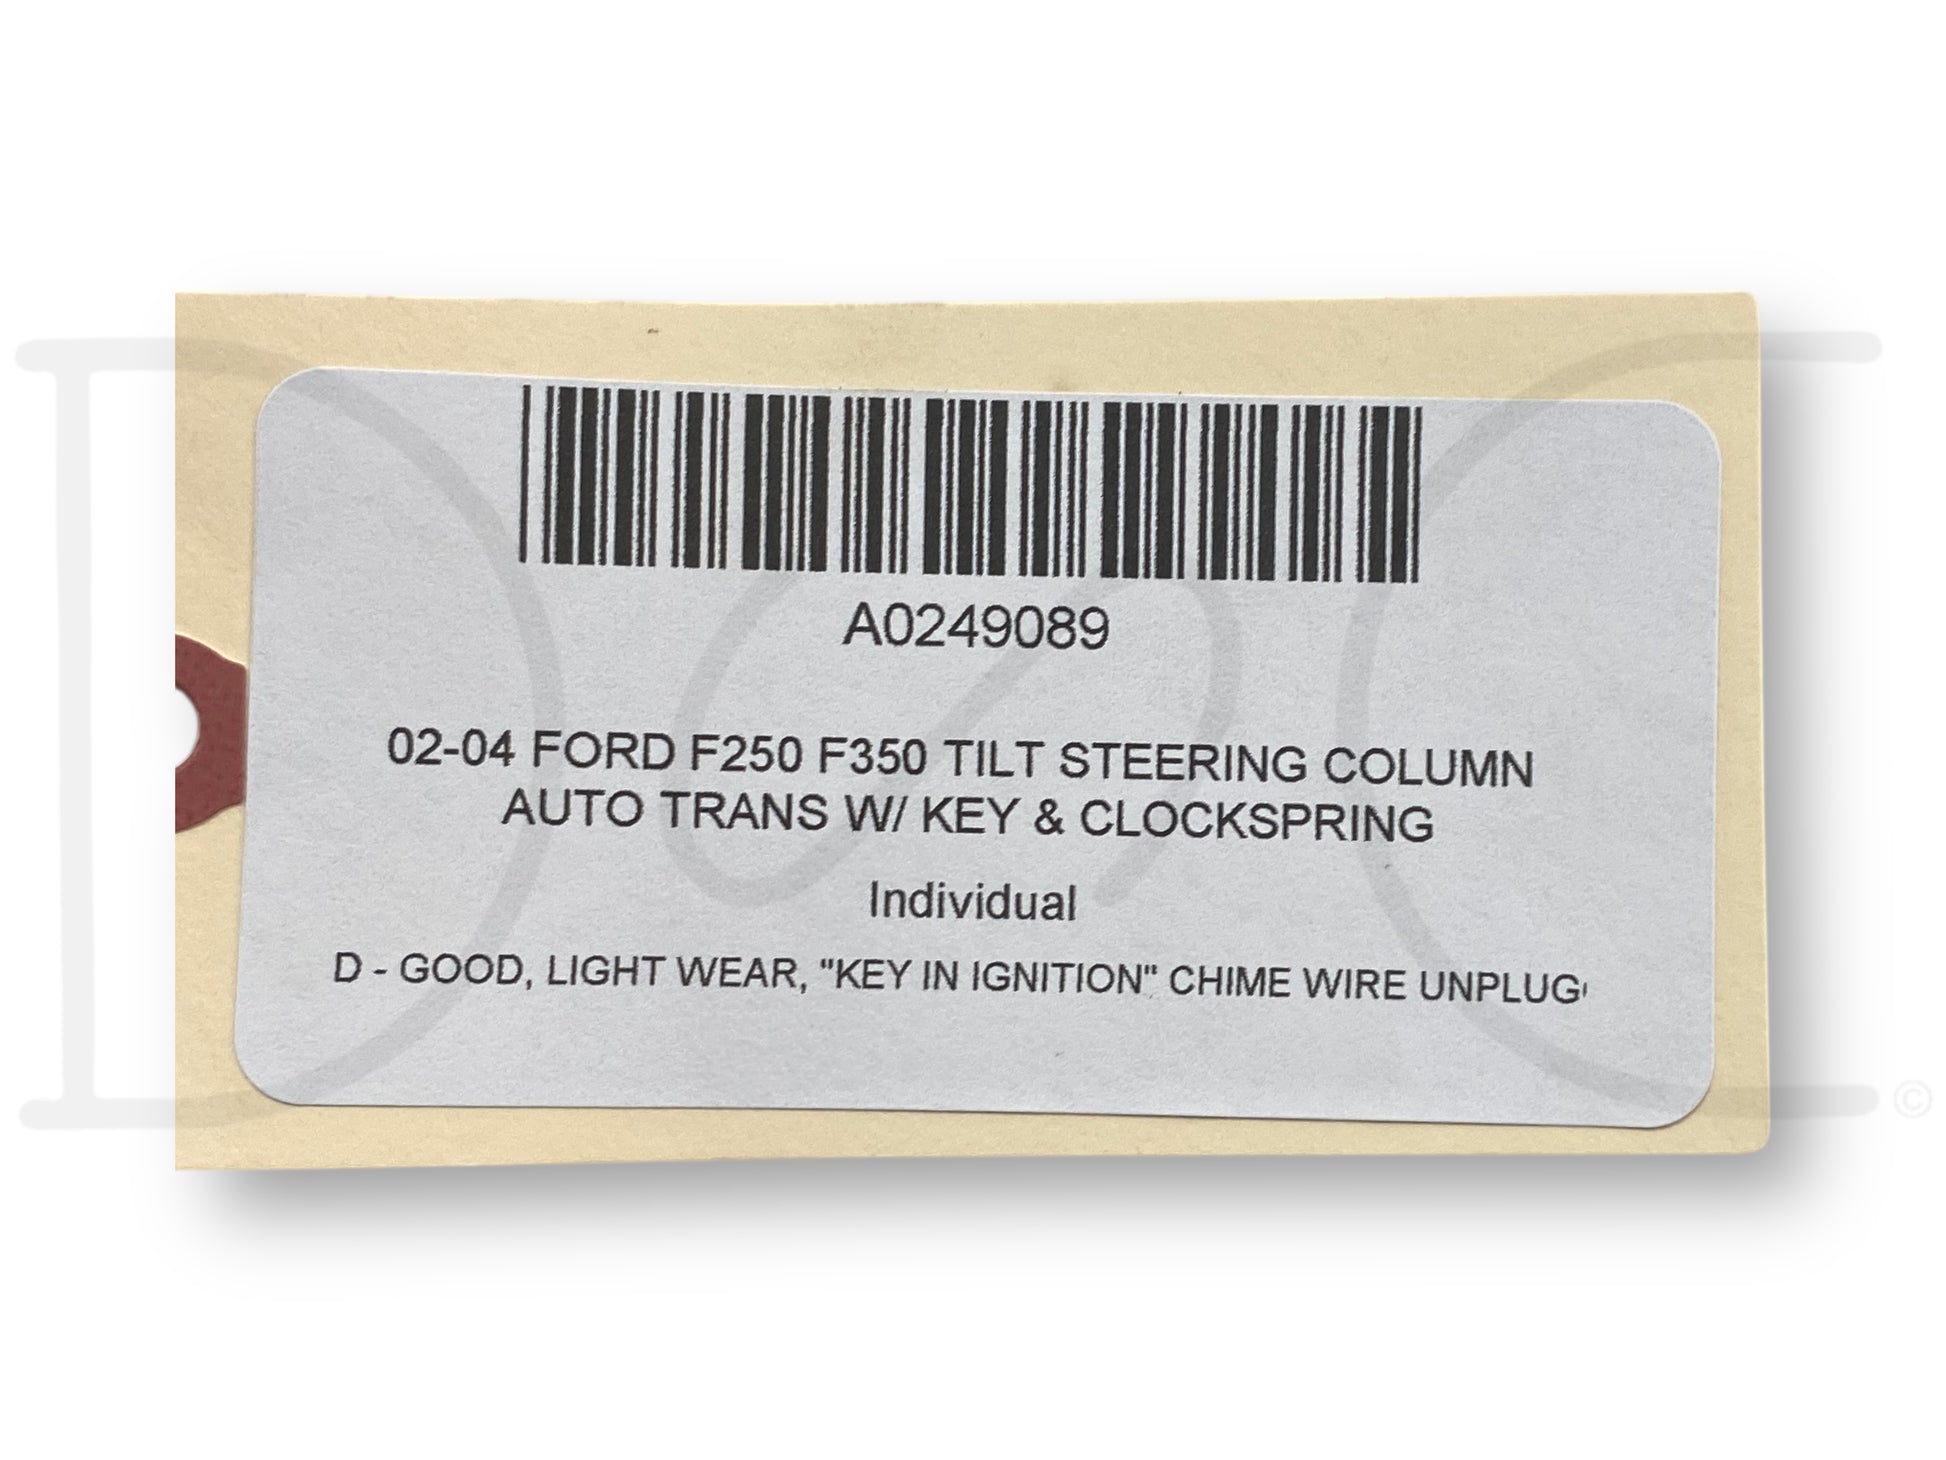 A0249089
02-04 FORD F250 F350 TILT STEERING COLUMN
AUTO TRANS W/ KEY & CLOCKSPRING
Individual
D - GOOD, LIGHT WEAR, "KEY IN IGNITION" CHIME WIRE UNPLUG
©